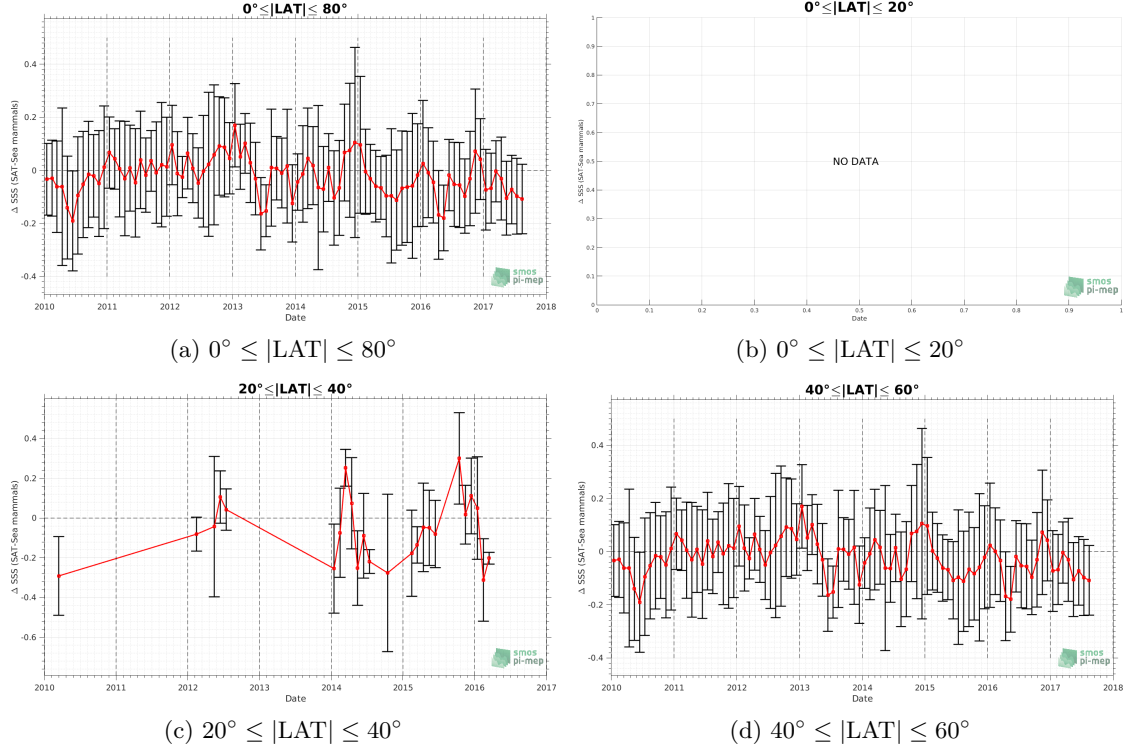 0°≤|LAT|≤ 80°
Δ SSS (SAT-Sea mammals)
0.4
0.2
0
-0.2
-0.4
2010 2011 2012 2013 2014 2015 2016 2017 2018
Date
smos
pi-mep
(a) 0° ≤ |LAT| ≤ 80°
0°≤|LAT|≤ 20°
Δ SSS (SAT-Sea mammals)
1
0.9
0.8
0.7
0.6
0.5
0.4
0.3
0.2
0.1
0
NO DATA
0 0.1 0.2 0.3 0.4 0.5 0.6 0.7 0.8 0.9 1
Date
smos
pi-mep
(b) 0° ≤ |LAT| ≤ 20°
20°≤|LAT|≤ 40°
Δ SSS (SAT-Sea mammals)
0.4
0.2
0
-0.2
-0.4
-0.6
2010 2011 2012 2013 2014 2015 2016 2017
Date
smos
pi-mep
(c) 20° ≤ |LAT| ≤ 40°
40°≤|LAT|≤ 60°
Δ SSS (SAT-Sea mammals)
0.4
0.2
0
-0.2
-0.4
2010 2011 2012 2013 2014 2015 2016 2017 2018
Date
smos
pi-mep
(d) 40° ≤ |LAT| ≤ 60°